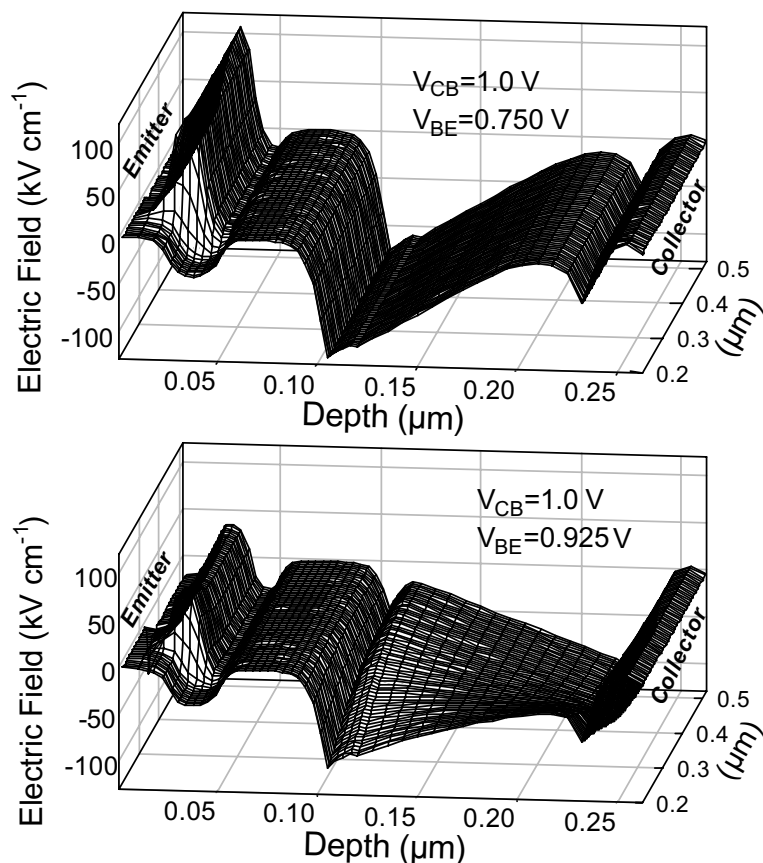 V_CB=1.0 V
V_BE=0.750 V
Electric Field (kV cm⁻¹)
100
50
0
-50
-100
Emitter
Collector
0.5
0.4
0.3
0.2
(μm)
0.05
0.10
0.15
0.20
0.25
Depth (μm)
V_CB=1.0 V
V_BE=0.925 V
Electric Field (kV cm⁻¹)
100
50
0
-50
-100
Emitter
Collector
0.5
0.4
0.3
0.2
(μm)
0.05
0.10
0.15
0.20
0.25
Depth (μm)